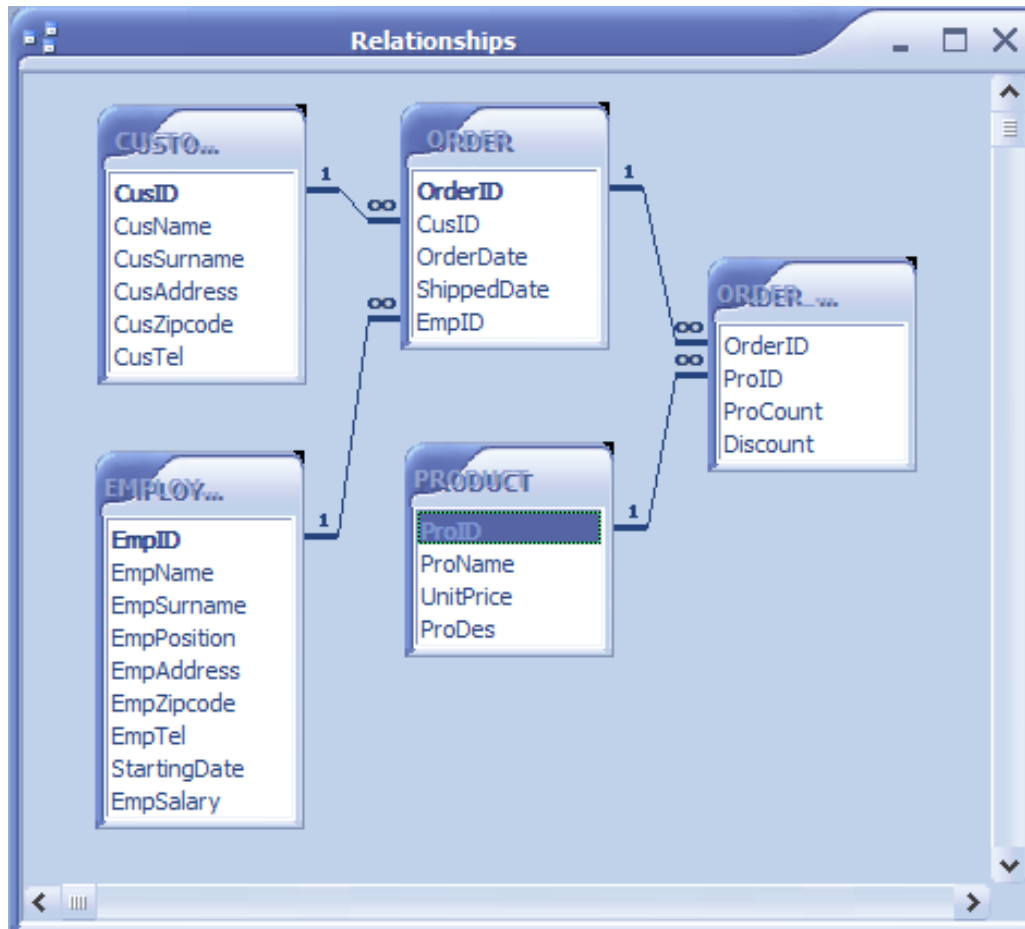 Relationships
CUSTO...
CusID
CusName
CusSurname
CusAddress
CusZipcode
CusTel
1
∞
ORDER
OrderID
CusID
OrderDate
ShippedDate
EmpID
1
∞
∞
∞
ORDER_...
OrderID
ProID
ProCount
Discount
EMPLOY...
EmpID
EmpName
EmpSurname
EmpPosition
EmpAddress
EmpZipcode
EmpTel
StartingDate
EmpSalary
1
PRODUCT
ProID
ProName
UnitPrice
ProDes
1